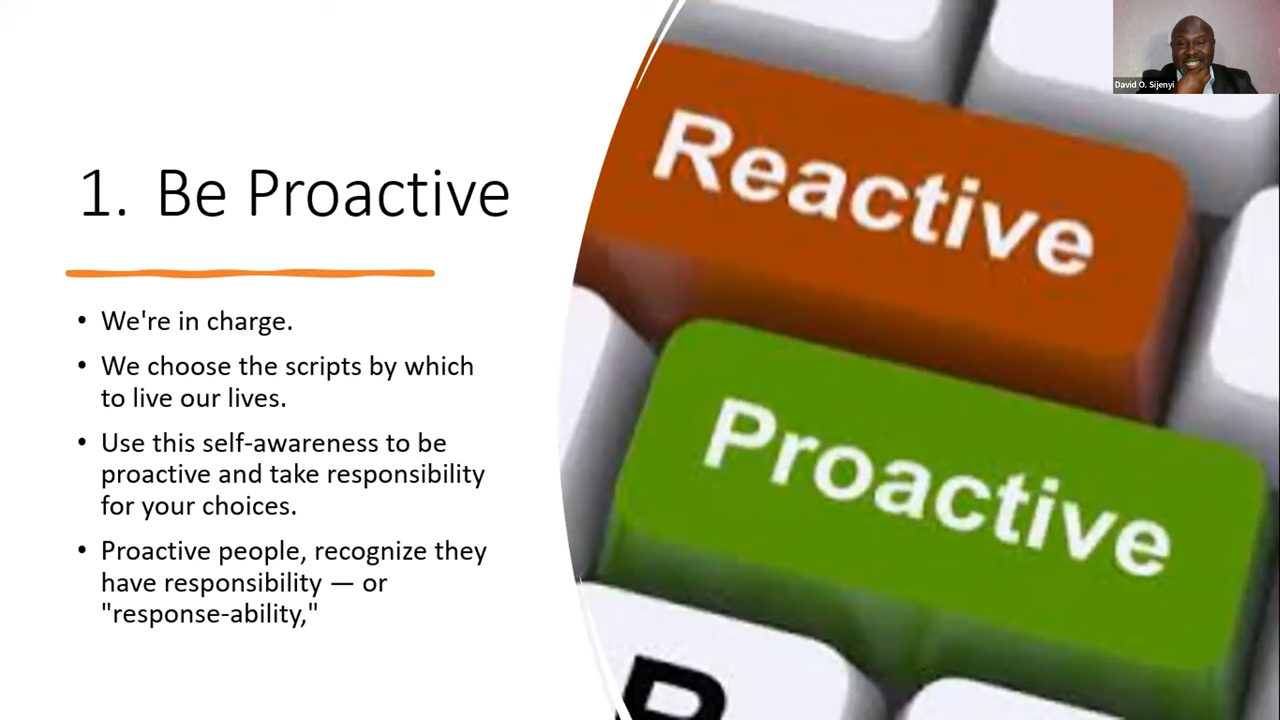 David O. Sijenyi
Reactive
1. Be Proactive
• We're in charge.
• We choose the scripts by which
to live our lives.
• Use this self-awareness to be
proactive and take responsibility
for your choices.
• Proactive people, recognize they
have responsibility — or
"response-ability,"
Proactive